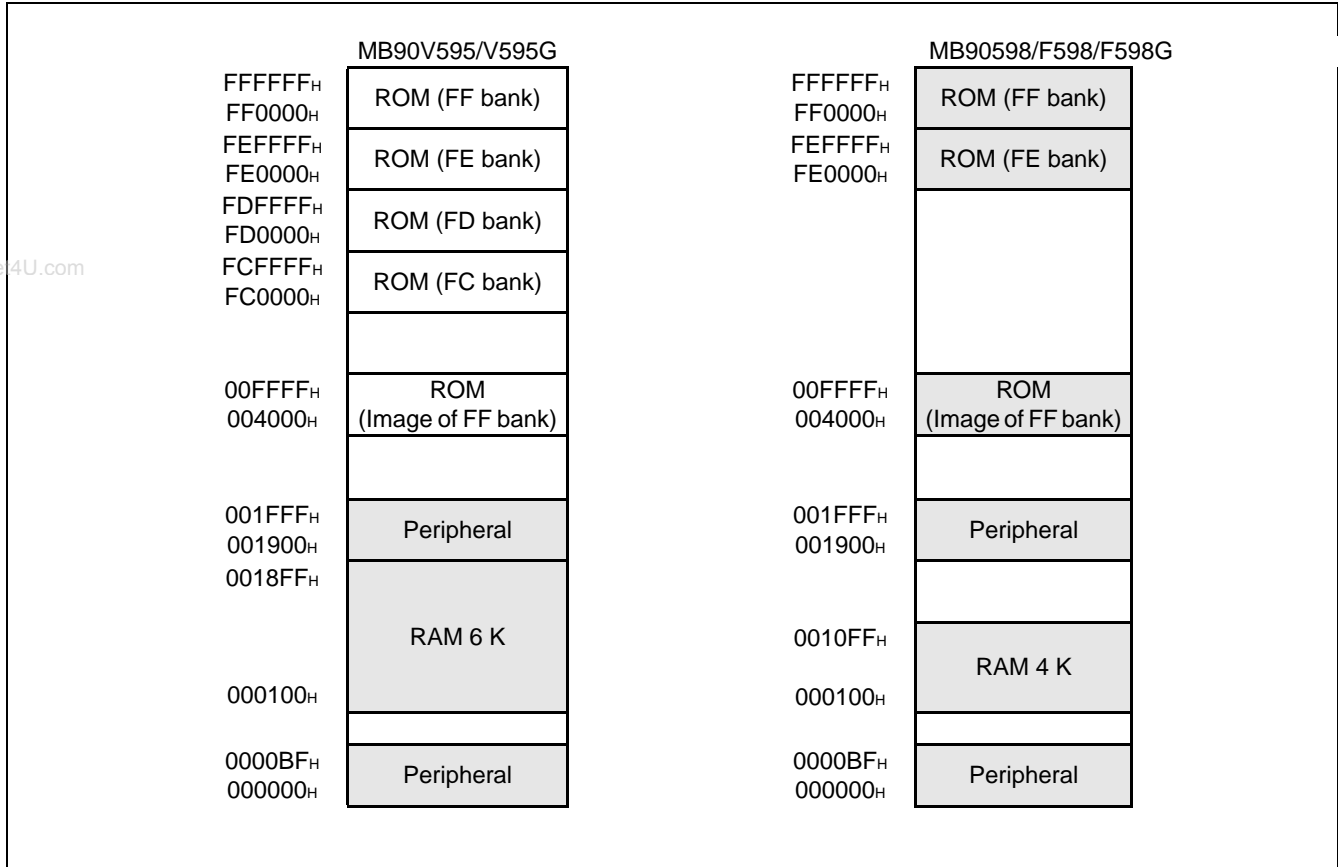 MB90V595/V595G
FFFFFFH
FF0000H
ROM (FF bank)
FEFFFFH
FE0000H
ROM (FE bank)
FDFFFFH
FD0000H
ROM (FD bank)
FCFFFFH
FC0000H
ROM (FC bank)
00FFFFH
004000H
ROM
(Image of FF bank)
001FFFH
001900H
Peripheral
0018FFH
RAM 6 K
000100H
0000BFH
000000H
Peripheral
MB90598/F598/F598G
FFFFFFH
FF0000H
ROM (FF bank)
FEFFFFH
FE0000H
ROM (FE bank)
00FFFFH
004000H
ROM
(Image of FF bank)
001FFFH
001900H
Peripheral
0010FFH
RAM 4 K
000100H
0000BFH
000000H
Peripheral
et4U.com